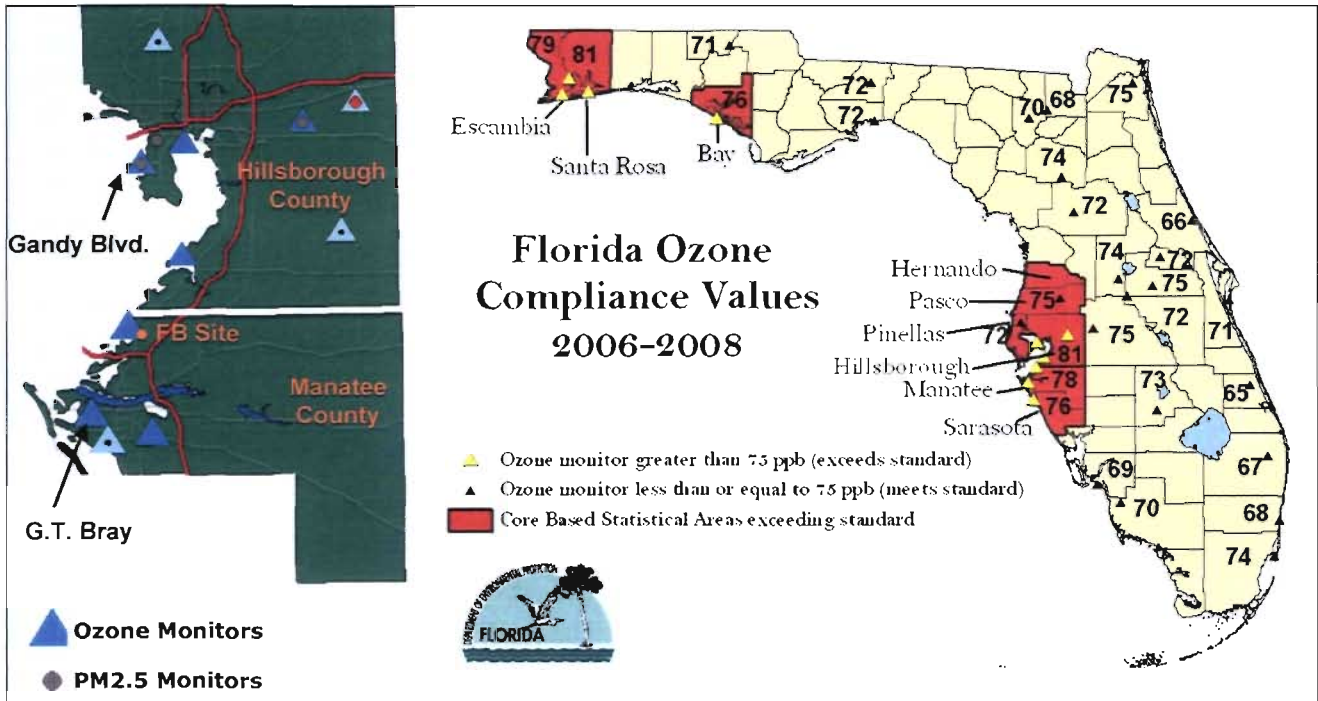 Hillsborough
County
Gandy Blvd.
FB Site
Manatee
County
G.T. Bray
Ozone Monitors
PM2.5 Monitors
Florida Ozone
Compliance Values
2006-2008
79
81
71
76
72
72
70
68
75
74
72
66
74
72
75
72
71
75
75
72
81
78
76
73
65
69
70
67
68
74
Escambia
Santa Rosa
Bay
Hernando
Pasco
Pinellas
Hillsborough
Manatee
Sarasota
Ozone monitor greater than 75 ppb (exceeds standard)
Ozone monitor less than or equal to 75 ppb (meets standard)
Core Based Statistical Areas exceeding standard
DEPARTMENT OF ENVIRONMENTAL PROTECTION
FLORIDA